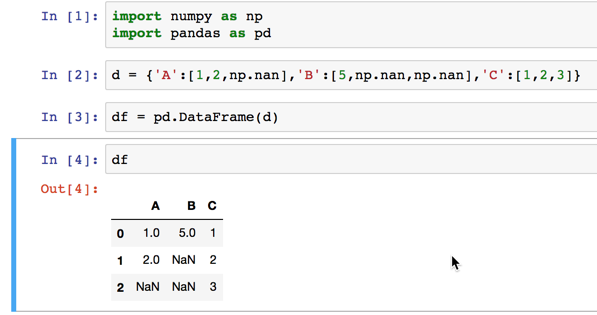 In [1]: import numpy as np
import pandas as pd
In [2]: d = {'A':[1,2,np.nan],'B':[5,np.nan,np.nan],'C':[1,2,3]}
In [3]: df = pd.DataFrame(d)
In [4]: df
Out[4]:
A B C
0 1.0 5.0 1
1 2.0 NaN 2
2 NaN NaN 3